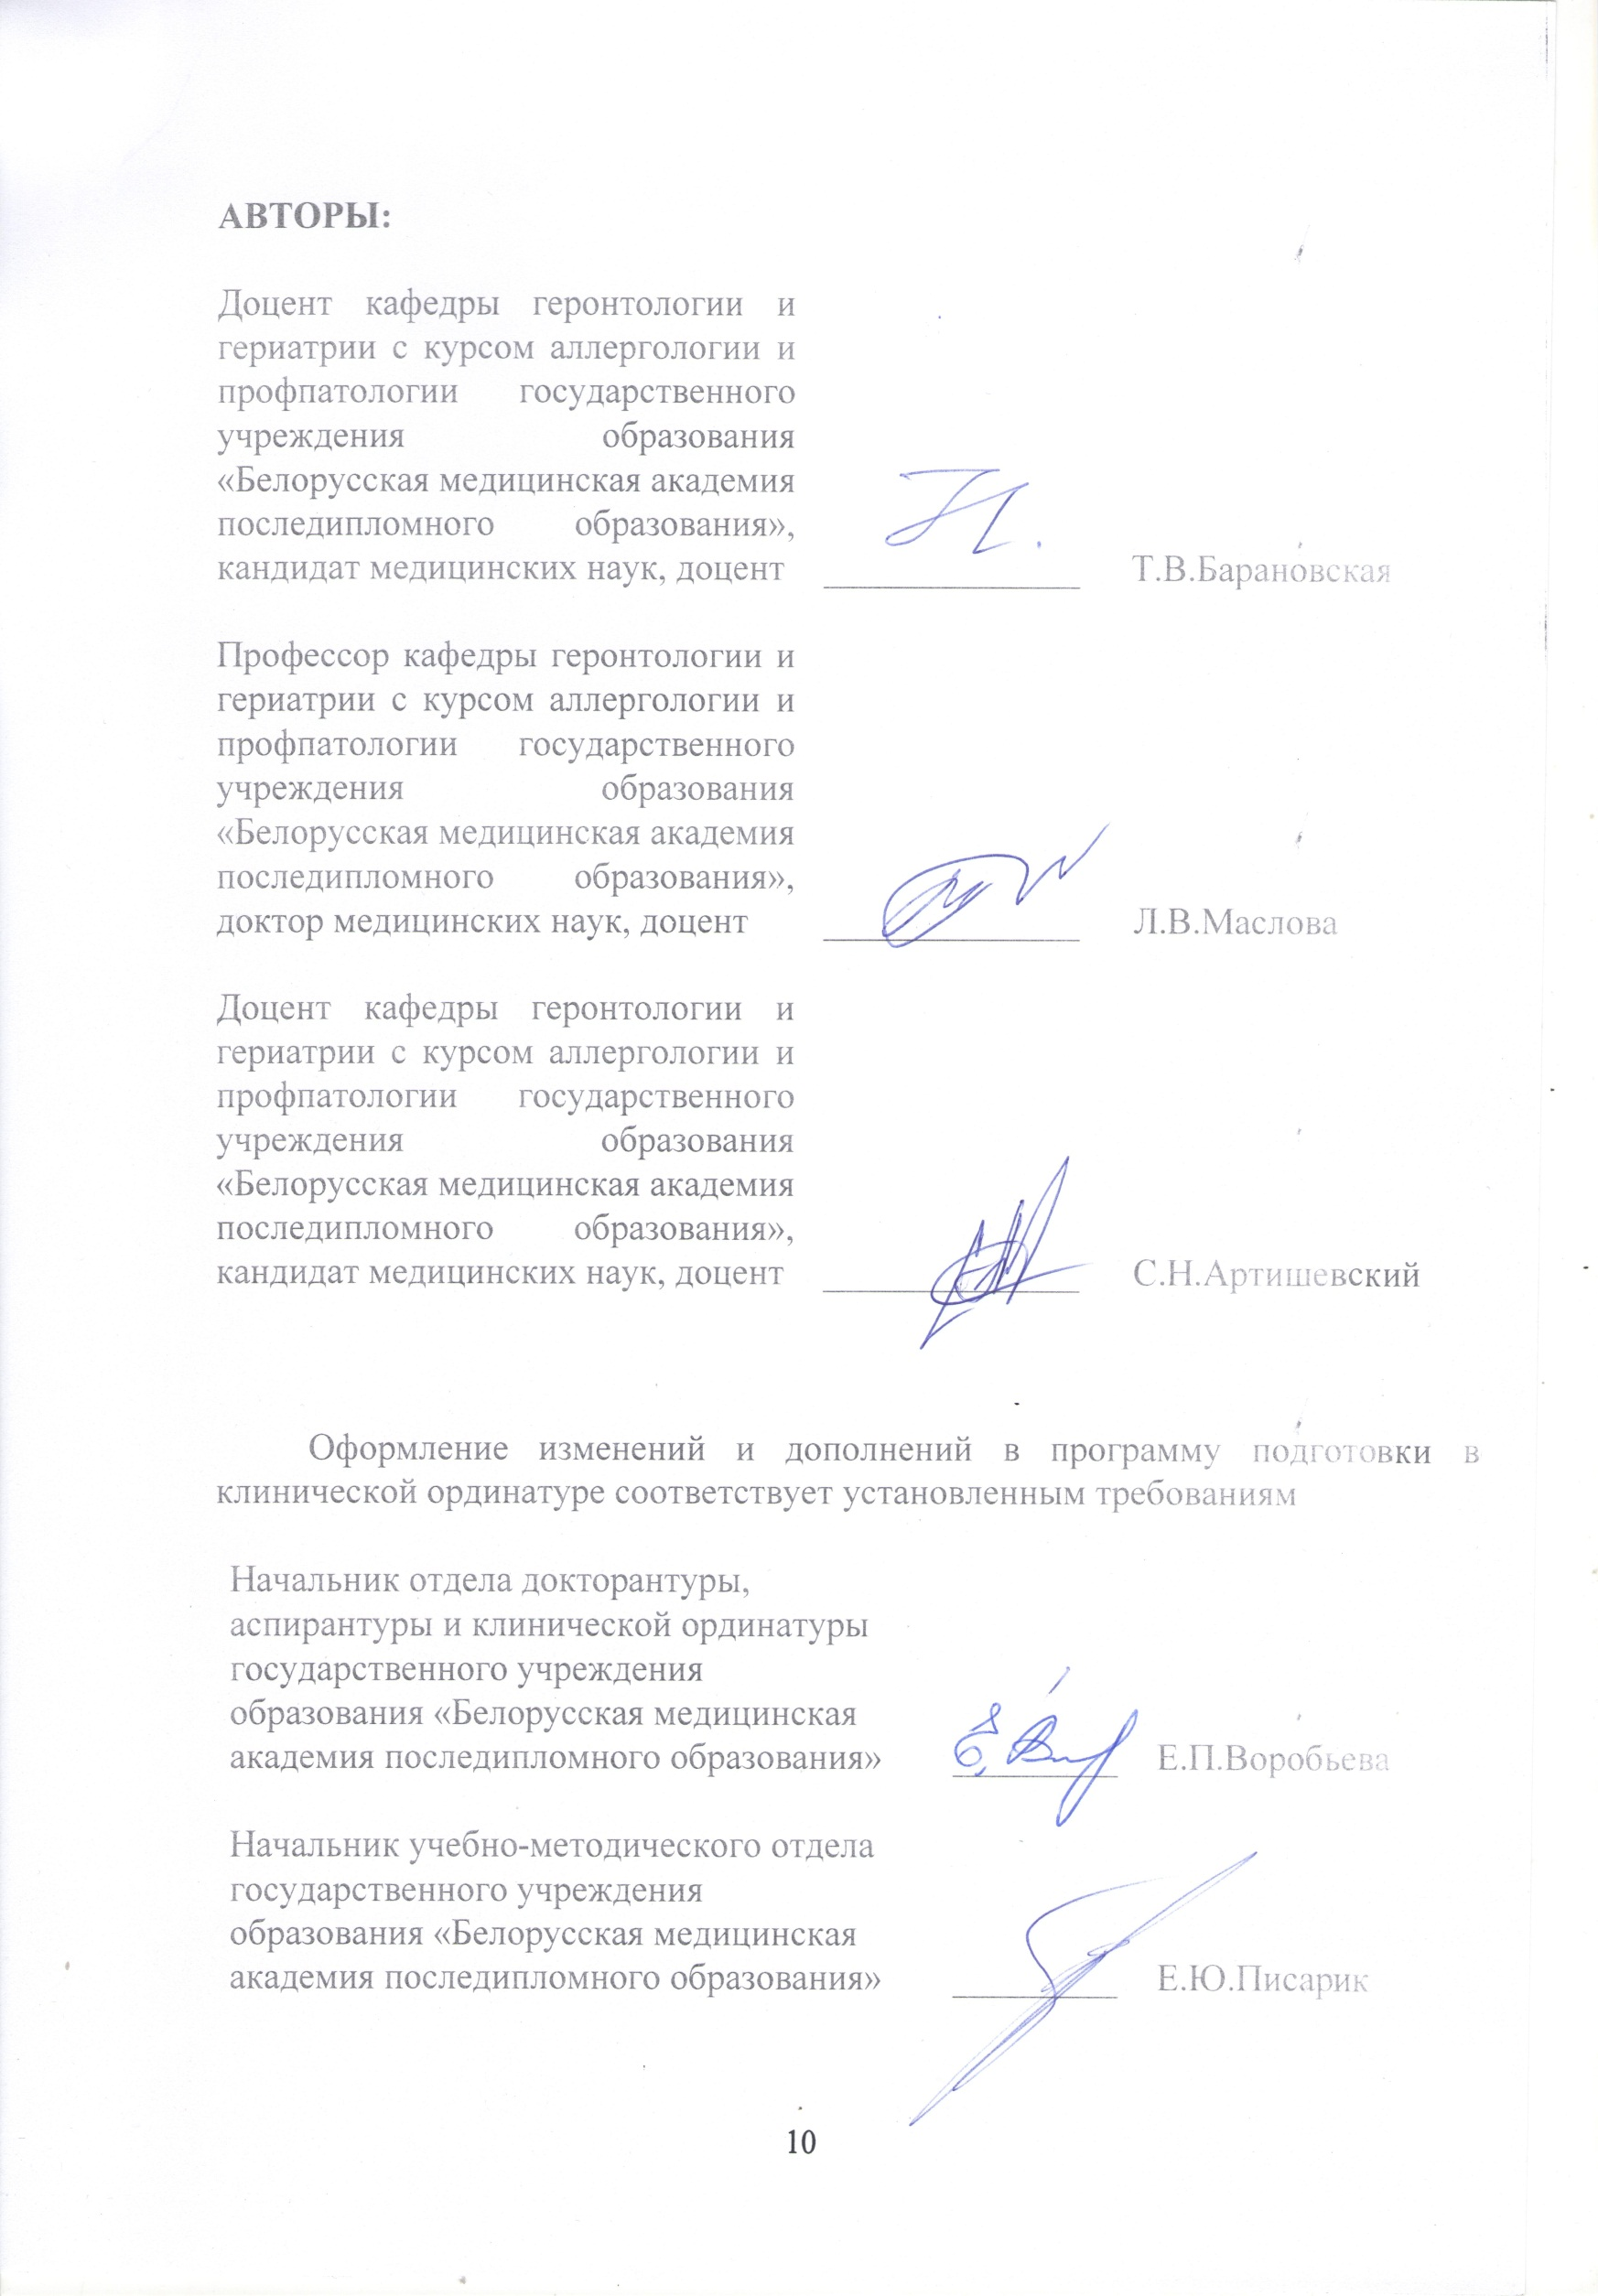 АВТОРЫ:
Доцент кафедры геронтологии и
гериатрии с курсом аллергологии и
профпатологии государственного
учреждения образования
«Белорусская медицинская академия
последипломного образования»,
кандидат медицинских наук, доцент Т.В.Барановская
Профессор кафедры геронтологии и
гериатрии с курсом аллергологии и
профпатологии государственного
учреждения образования
«Белорусская медицинская академия
последипломного образования»,
доктор медицинских наук, доцент Л.В.Маслова
Доцент кафедры геронтологии и
гериатрии с курсом аллергологии и
профпатологии государственного
учреждения образования
«Белорусская медицинская академия
последипломного образования»,
кандидат медицинских наук, доцент С.Н.Артишевский
Оформление изменений и дополнений в программу подготовки в
клинической ординатуре соответствует установленным требованиям
Начальник отдела докторантуры,
аспирантуры и клинической ординатуры
государственного учреждения
образования «Белорусская медицинская
академия последипломного образования» Е.П.Воробьева
Начальник учебно-методического отдела
государственного учреждения
образования «Белорусская медицинская
академия последипломного образования» Е.Ю.Писарик
10